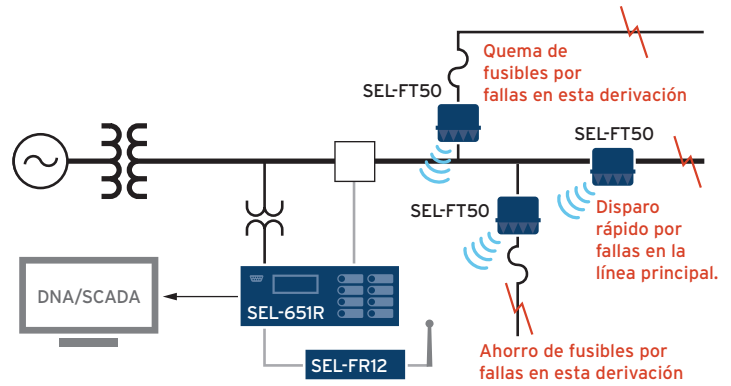 Quema de
fusibles por
fallas en esta derivación
SEL-FT50
SEL-FT50
SEL-FT50
Disparo
rápido por
fallas en la
línea principal.
DNA/SCADA
SEL-651R
SEL-FR12
Ahorro de fusibles por
fallas en esta derivación